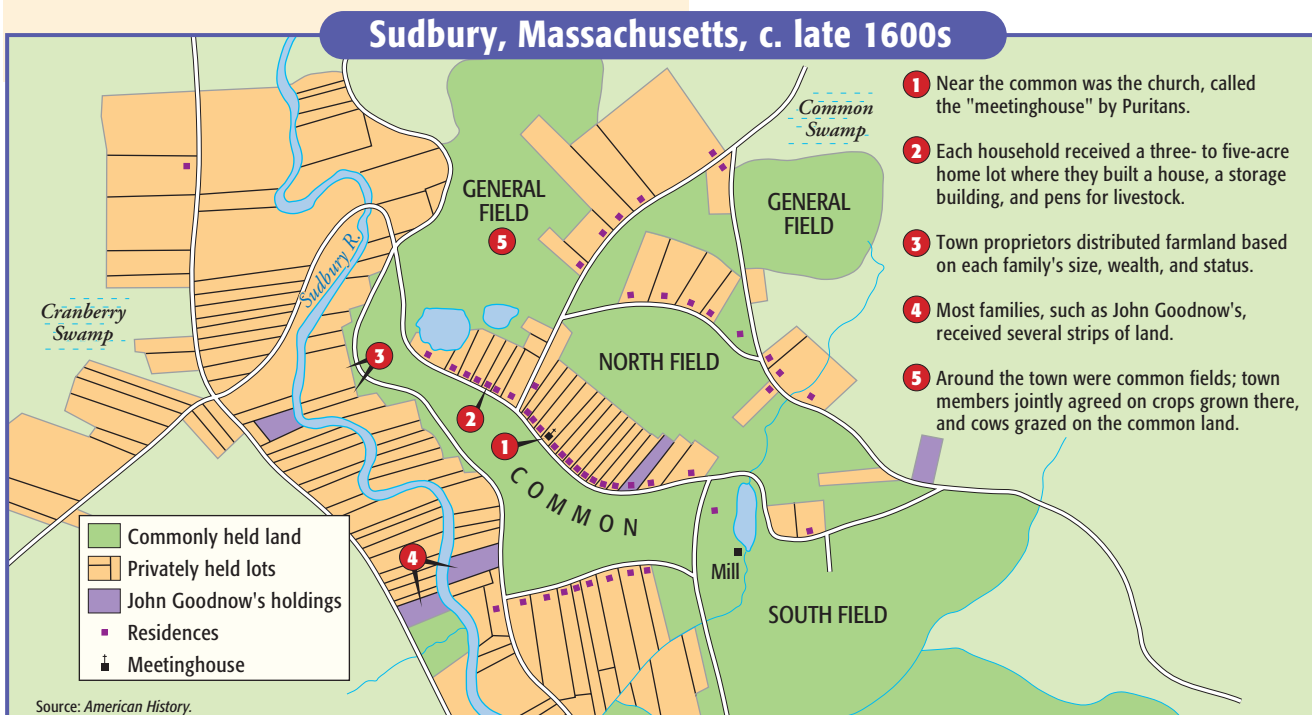 Sudbury, Massachusetts, c. late 1600s
1 Near the common was the church, called
the "meetinghouse" by Puritans.
2 Each household received a three- to five-acre
home lot where they built a house, a storage
building, and pens for livestock.
3 Town proprietors distributed farmland based
on each family's size, wealth, and status.
4 Most families, such as John Goodnow's,
received several strips of land.
5 Around the town were common fields; town
members jointly agreed on crops grown there,
and cows grazed on the common land.
Common
Swamp
GENERAL
FIELD
5
GENERAL
FIELD
Sudbury R.
Cranberry
Swamp
3
NORTH FIELD
2
1
COMMON
4
Mill
SOUTH FIELD
Commonly held land
Privately held lots
John Goodnow's holdings
Residences
Meetinghouse
Source: American History.